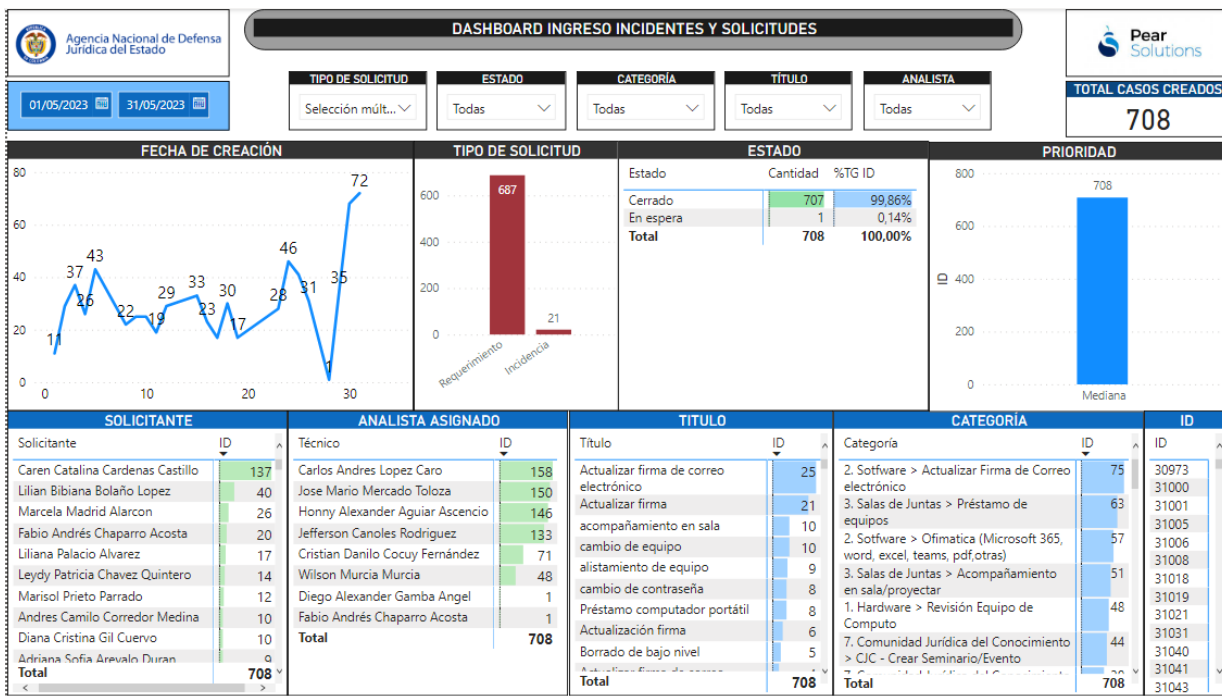 Agencia Nacional de Defensa
Jurídica del Estado
DASHBOARD INGRESO INCIDENTES Y SOLICITUDES
Pear
Solutions
01/05/2023 31/05/2023
TIPO DE SOLICITUD
Selección múlt...
ESTADO
Todas
CATEGORÍA
Todas
TÍTULO
Todas
ANALISTA
Todas
TOTAL CASOS CREADOS
708
FECHA DE CREACIÓN
80
60
40
20
0
0 10 20 30
11 37 26 43 22 19 29 33 23 30 17 28 46 31 1 35 72
TIPO DE SOLICITUD
600
400
200
0
687
21
Requerimiento
Incidencia
ESTADO
Estado Cantidad %TG ID
Cerrado 707 99,86%
En espera 1 0,14%
Total 708 100,00%
PRIORIDAD
800
600
400
200
0
ID
708
Mediana
SOLICITANTE
Solicitante ID
Caren Catalina Cardenas Castillo 137
Lilian Bibiana Bolaño Lopez 40
Marcela Madrid Alarcon 26
Fabio Andrés Chaparro Acosta 20
Liliana Palacio Alvarez 17
Leydy Patricia Chavez Quintero 14
Marisol Prieto Parrado 12
Andres Camilo Corredor Medina 10
Diana Cristina Gil Cuervo 10
Adriana Sofia Arevalo Duran 9
Total 708
ANALISTA ASIGNADO
Técnico ID
Carlos Andres Lopez Caro 158
Jose Mario Mercado Toloza 150
Honny Alexander Aguiar Ascencio 146
Jefferson Canoles Rodriguez 133
Cristian Danilo Cocuy Fernández 71
Wilson Murcia Murcia 48
Diego Alexander Gamba Angel 1
Fabio Andrés Chaparro Acosta 1
Total 708
TITULO
Título ID
Actualizar firma de correo
electrónico 25
Actualizar firma 21
acompañamiento en sala 10
cambio de equipo 10
alistamiento de equipo 9
cambio de contraseña 8
Préstamo computador portátil 8
Actualización firma 6
Borrado de bajo nivel 5
Total 708
CATEGORÍA
Categoría ID
2. Sotfware > Actualizar Firma de Correo 75
electrónico
3. Salas de Juntas > Préstamo de 63
equipos
2. Sotfware > Ofimatica (Microsoft 365, 57
word, excel, teams, pdf,otras)
3. Salas de Juntas > Acompañamiento 51
en sala/proyectar
1. Hardware > Revisión Equipo de 48
Computo
7. Comunidad Jurídica del Conocimiento 44
> CJC - Crear Seminario/Evento
Total 708
ID
ID
30973
31000
31001
31005
31006
31008
31018
31019
31021
31031
31040
31041
31043